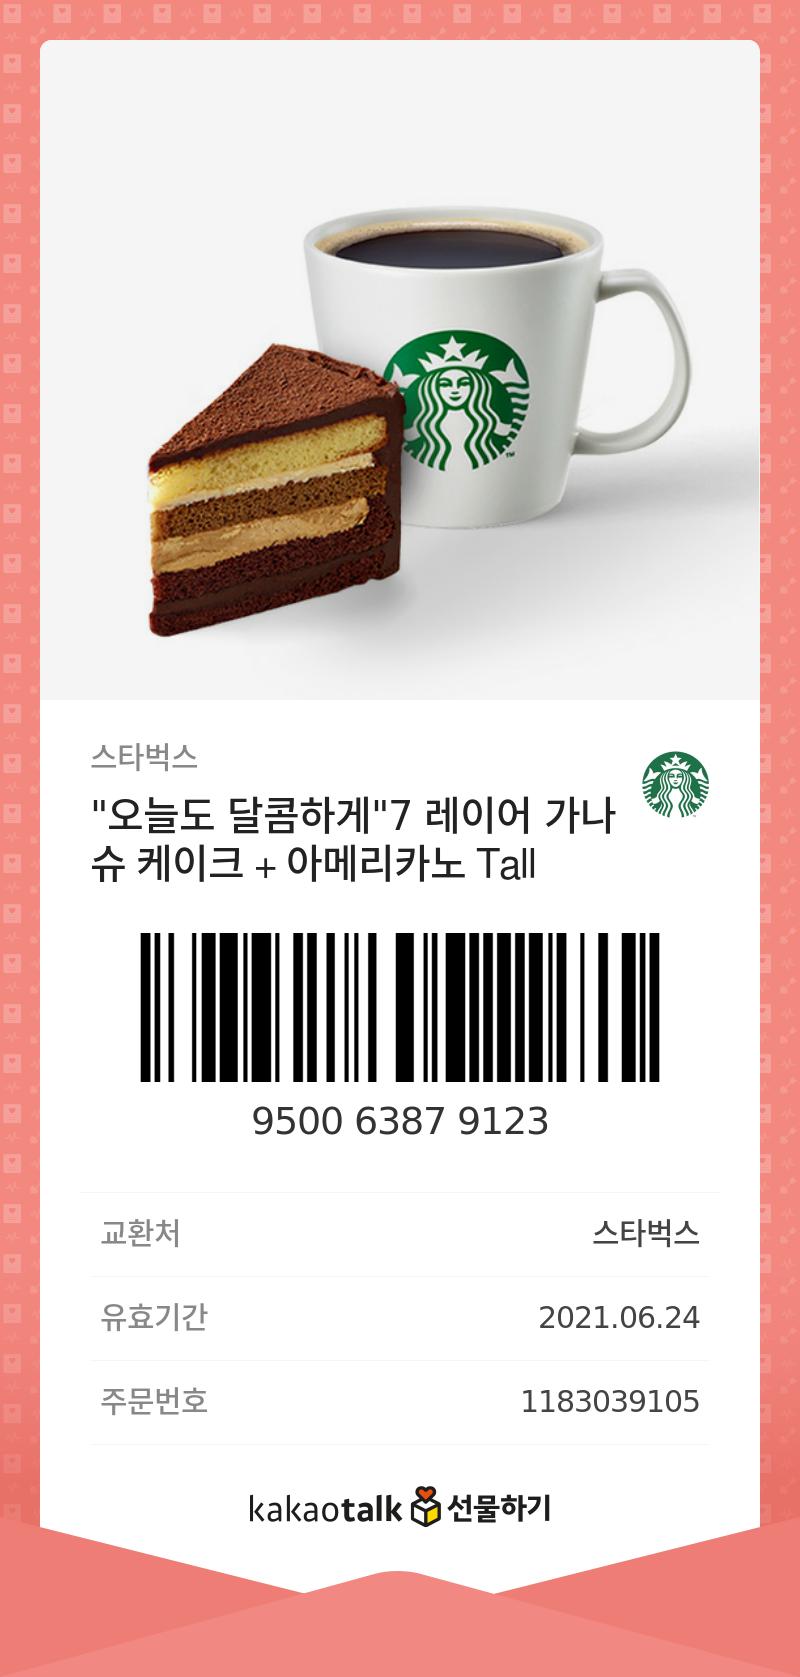 스타벅스
"오늘도 달콤하게"7 레이어 가나
슈 케이크 + 아메리카노 Tall
9500 6387 9123
교환처 스타벅스
유효기간 2021.06.24
주문번호 1183039105
kakaotalk 선물하기